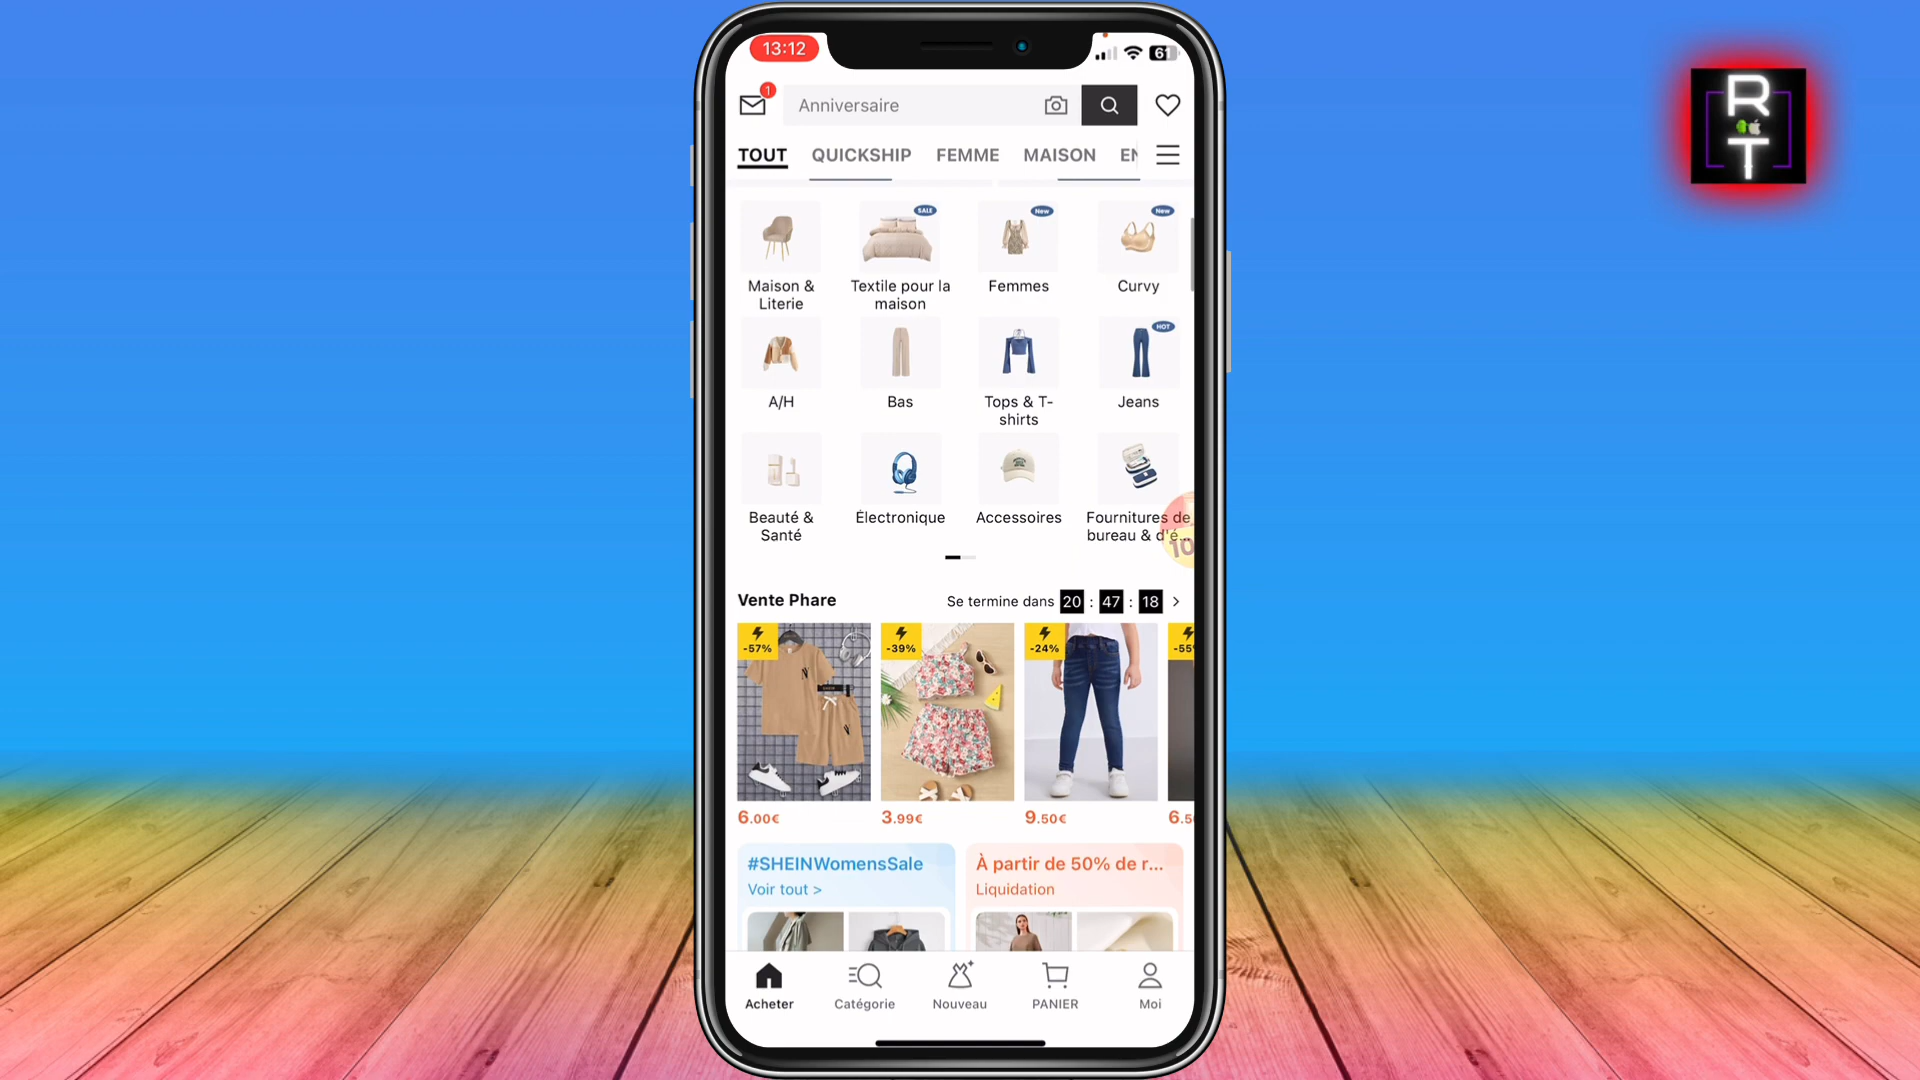 13:12
61
R
T
1
Anniversaire
TOUT QUICKSHIP FEMME MAISON EN
SALE
New
New
Maison &
Literie
Textile pour la
maison
Femmes
Curvy
HOT
A/H
Bas
Tops & T-
shirts
Jeans
Beauté &
Santé
Électronique
Accessoires
Fournitures de
bureau & d'é...
10
Vente Phare
Se termine dans 20 : 47 : 18 >
-57%
-39%
-24%
-55
6.00€
3.99€
9.50€
6.5
#SHEINWomensSale
Voir tout >
À partir de 50% de r...
Liquidation
Acheter
Catégorie
Nouveau
PANIER
Moi